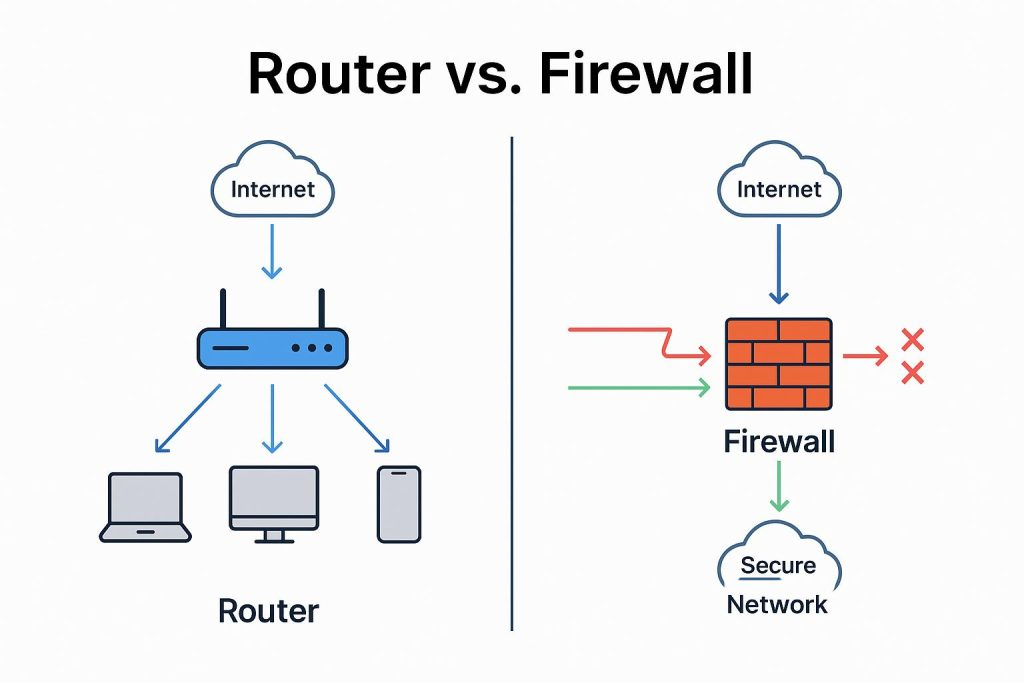 Router vs. Firewall
Internet
Router
Internet
Firewall
Secure
Network